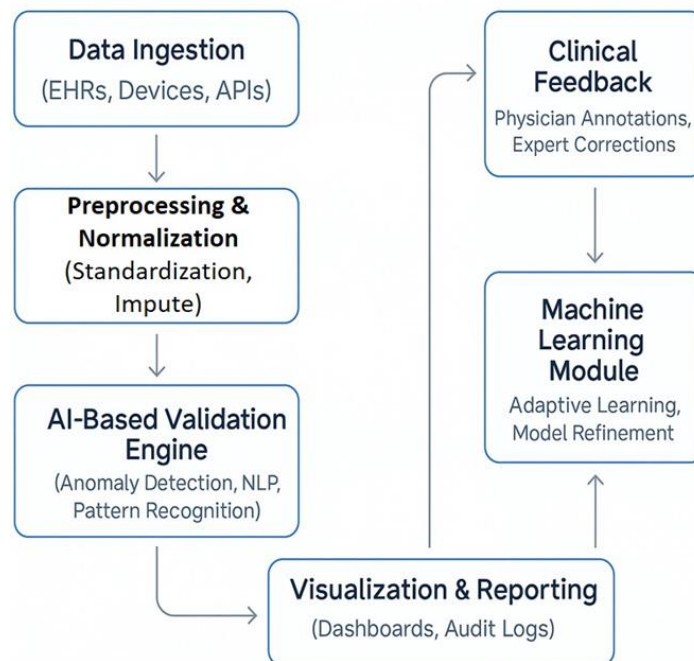 Data Ingestion
(EHRs, Devices, APIs)
Preprocessing &
Normalization
(Standardization,
Impute)
AI-Based Validation
Engine
(Anomaly Detection, NLP,
Pattern Recognition)
Visualization & Reporting
(Dashboards, Audit Logs)
Clinical
Feedback
Physician Annotations,
Expert Corrections
Machine
Learning
Module
Adaptive Learning,
Model Refinement